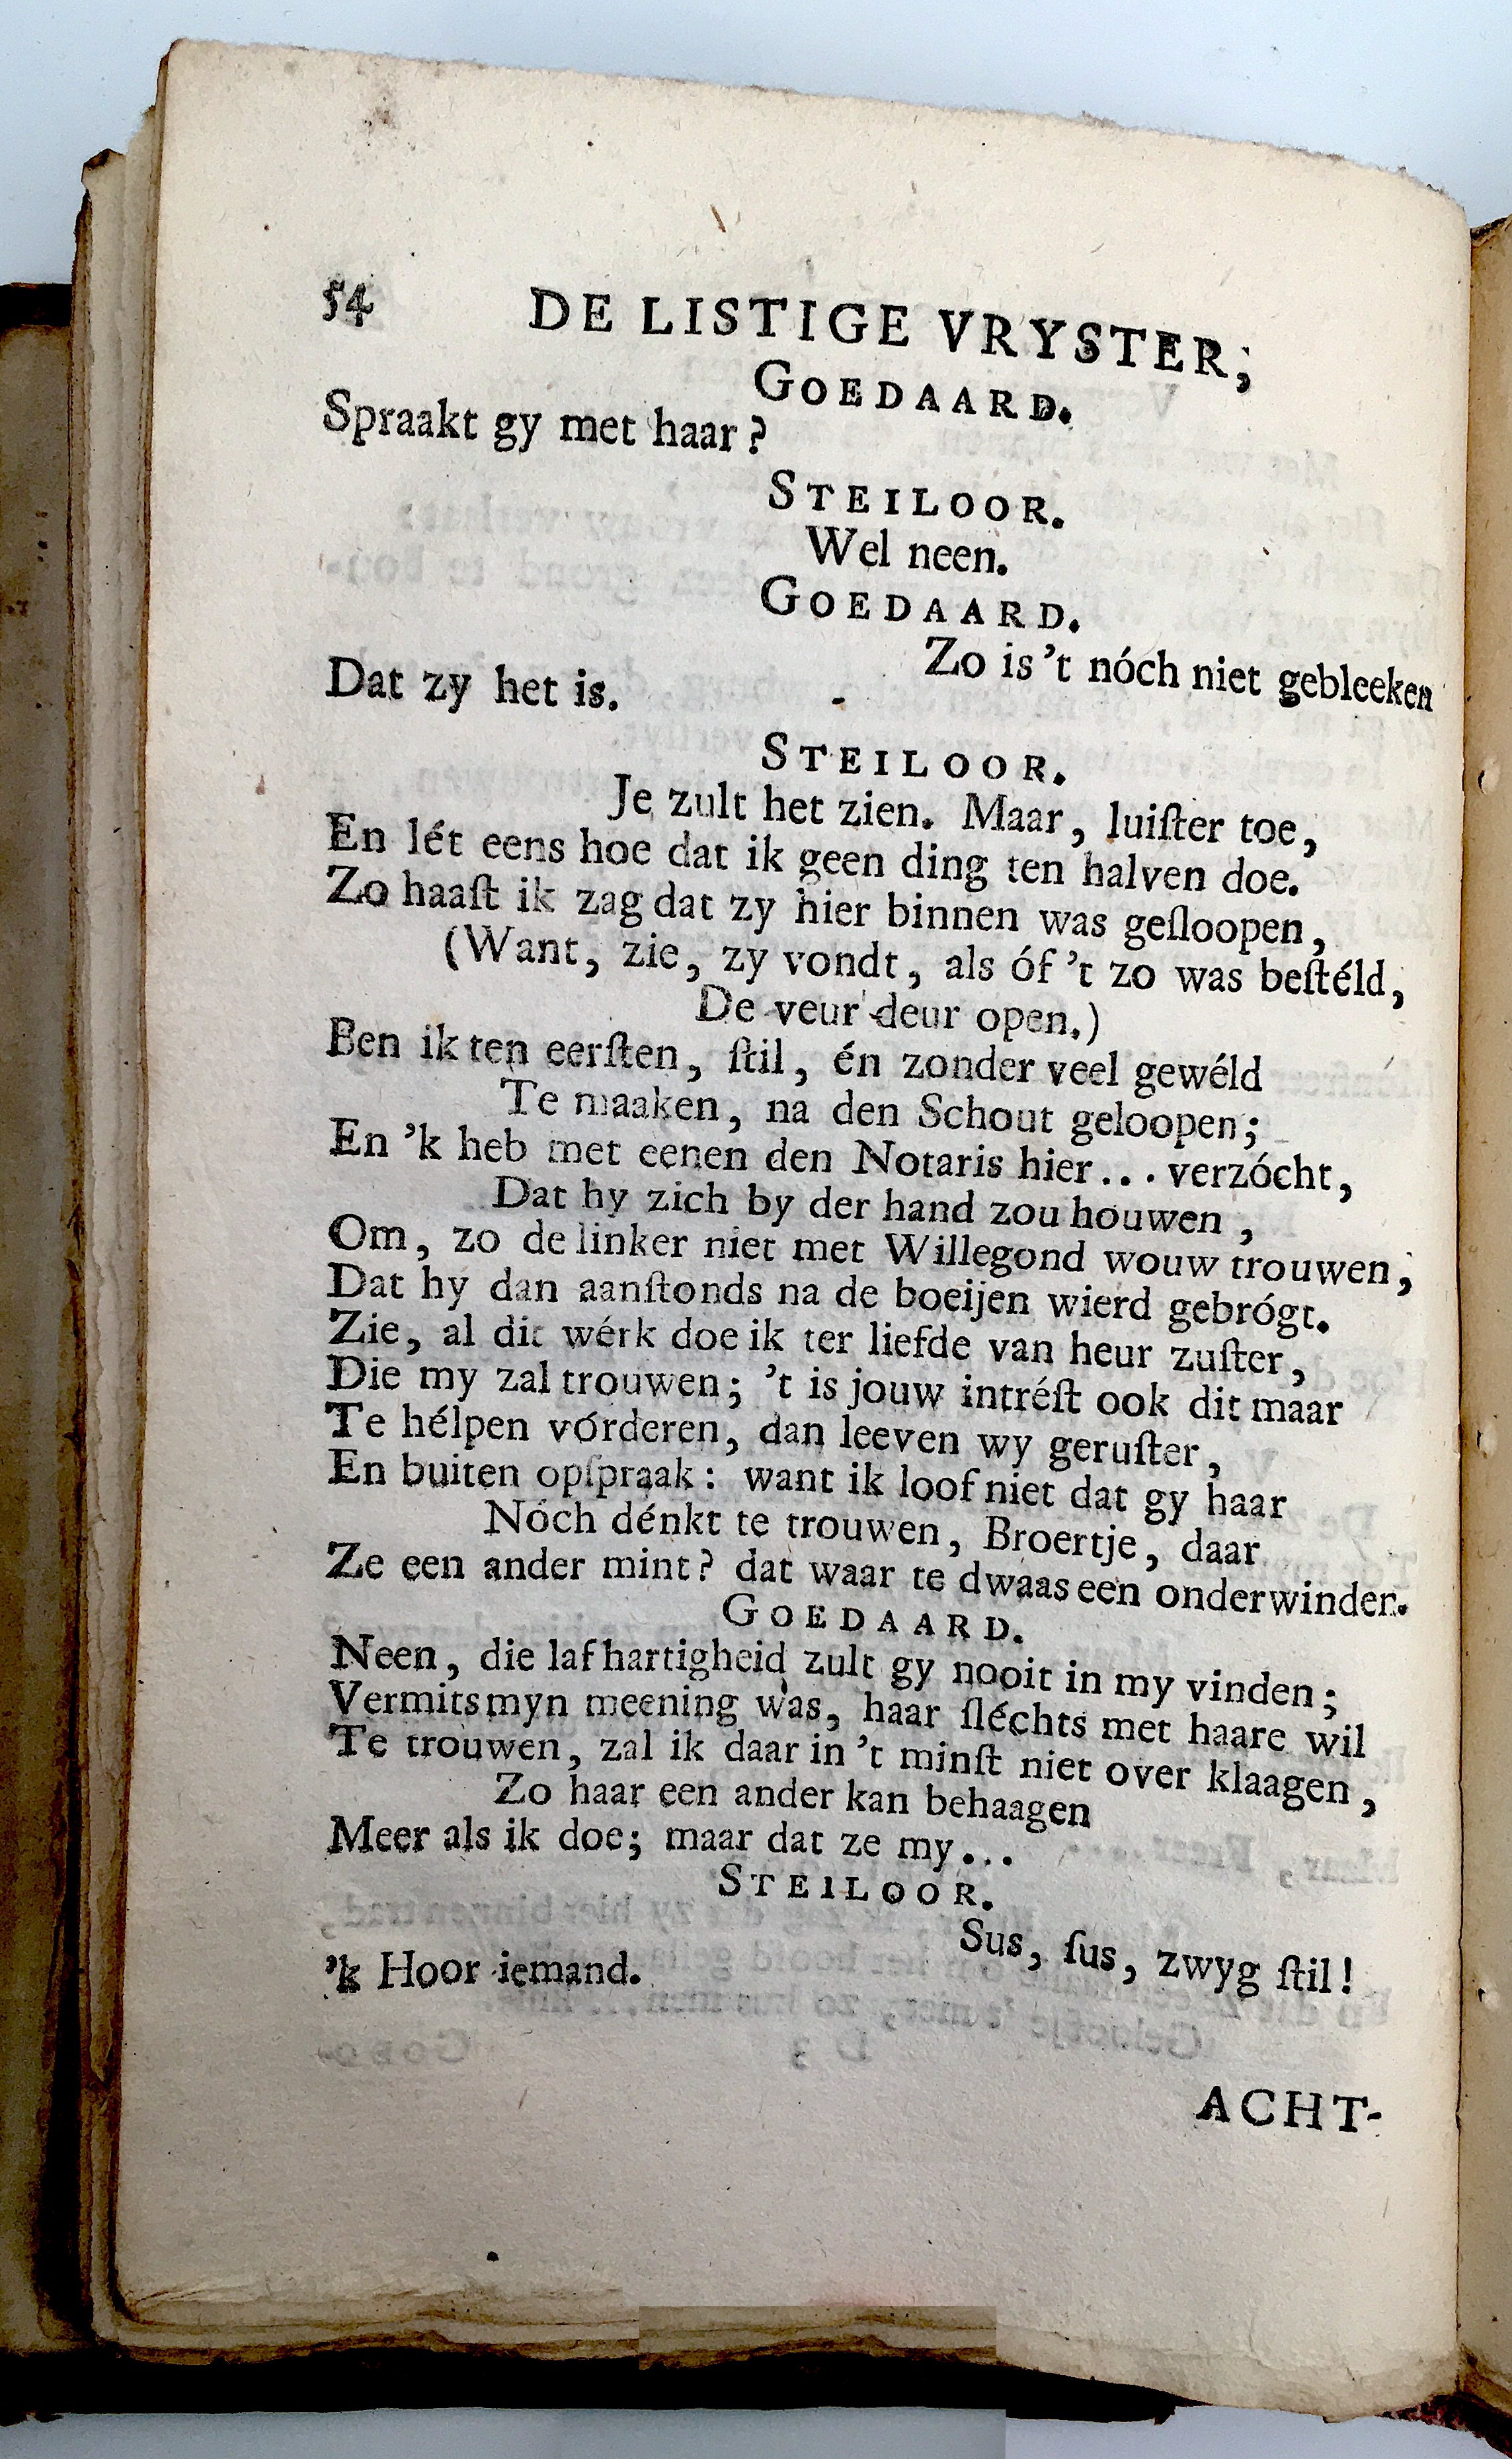 54 DE LISTIGE VRYSTER;
GOEDAARD.
Spraakt gy met haar?
STEILOOR.
Wel neen.
GOEDAARD.
Zo is 't nóch niet gebleeken
Dat zy het is.
STEILOOR.
Je zult het zien. Maar, luiſter toe,
En lét eens hoe dat ik geen ding ten halven doe.
Zo haaſt ik zag dat zy hier binnen was geſloopen,
(Want, zie, zy vondt, als óf 't zo was beſtéld,
De veur-deur open.)
Ben ik ten eerſten, ſtil, én zonder veel gewéld
Te maaken, na den Schout geloopen;
En 'k heb met eenen den Notaris hier... verzócht,
Dat hy zich by der hand zou houwen,
Om, zo de linker niet met Willegond wouw trouwen,
Dat hy dan aanſtonds na de boeijen wierd gebrógt.
Zie, al dit wérk doe ik ter liefde van heur zuſter,
Die my zal trouwen; 't is jouw intréſt ook dit maar
Te hélpen vórderen, dan leeven wy geruſter,
En buiten opſpraak: want ik loof niet dat gy haar
Nóch dénkt te trouwen, Broertje, daar
Ze een ander mint? dat waar te dwaas een onderwinden.
GOEDAARD.
Neen, die lafhartigheid zult gy nooit in my vinden;
Vermits myn meening was, haar ſléchts met haare wil
Te trouwen, zal ik daar in 't minſt niet over klaagen,
Zo haar een ander kan behaagen
Meer als ik doe; maar dat ze my...
STEILOOR.
Sus, ſus, zwyg ſtil!
'k Hoor iemand.
ACHT-